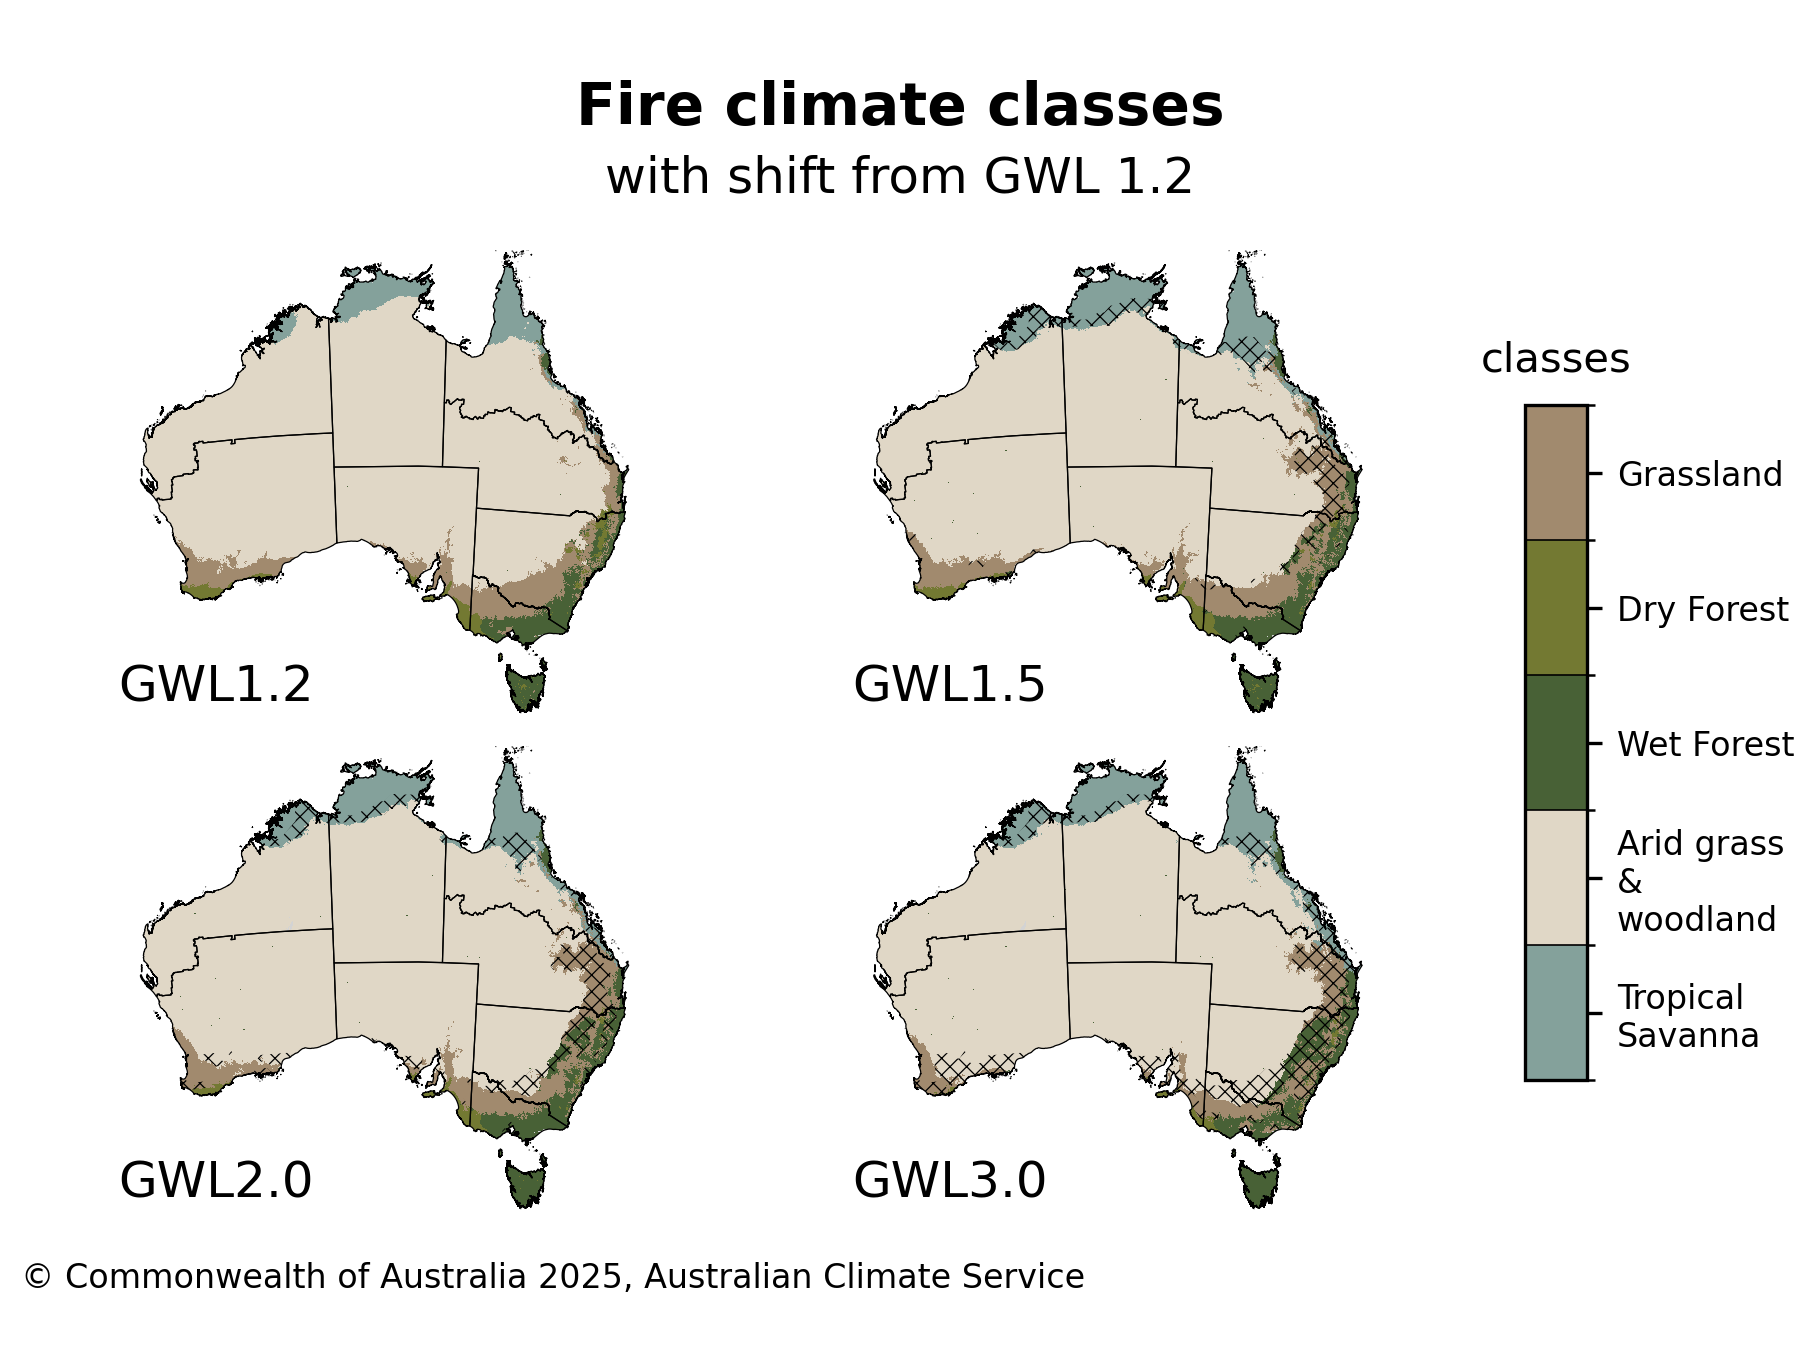 Fire climate classes
with shift from GWL 1.2
GWL1.2
GWL1.5
GWL2.0
GWL3.0
classes
Grassland
Dry Forest
Wet Forest
Arid grass
&
woodland
Tropical
Savanna
© Commonwealth of Australia 2025, Australian Climate Service